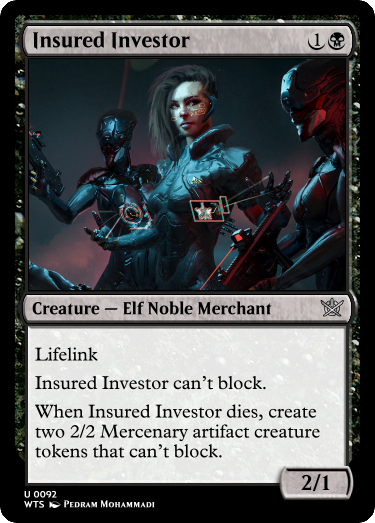 Insured Investor 1
Creature — Elf Noble Merchant
Lifelink
Insured Investor can't block.
When Insured Investor dies, create
two 2/2 Mercenary artifact creature
tokens that can't block.
2/1
U 0092
WTS Pedram Mohammadi